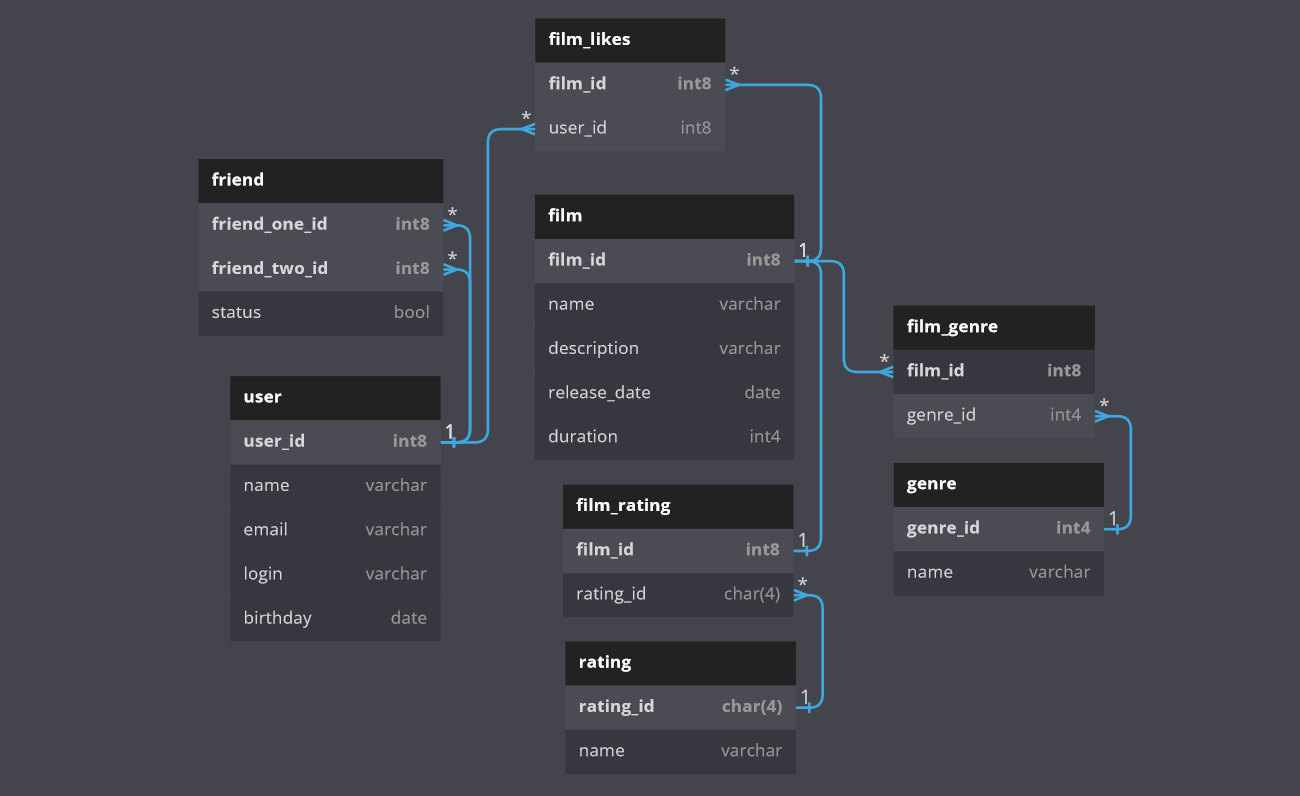 film_likes
film_id int8
user_id int8
*
*
friend
friend_one_id int8
friend_two_id int8
status bool
*
*
user
user_id int8
name varchar
email varchar
login varchar
birthday date
1
film
film_id int8
name varchar
description varchar
release_date date
duration int4
1
film_rating
film_id int8
rating_id char(4)
1
*
rating
rating_id char(4)
name varchar
1
film_genre
film_id int8
genre_id int4
*
*
genre
genre_id int4
name varchar
1